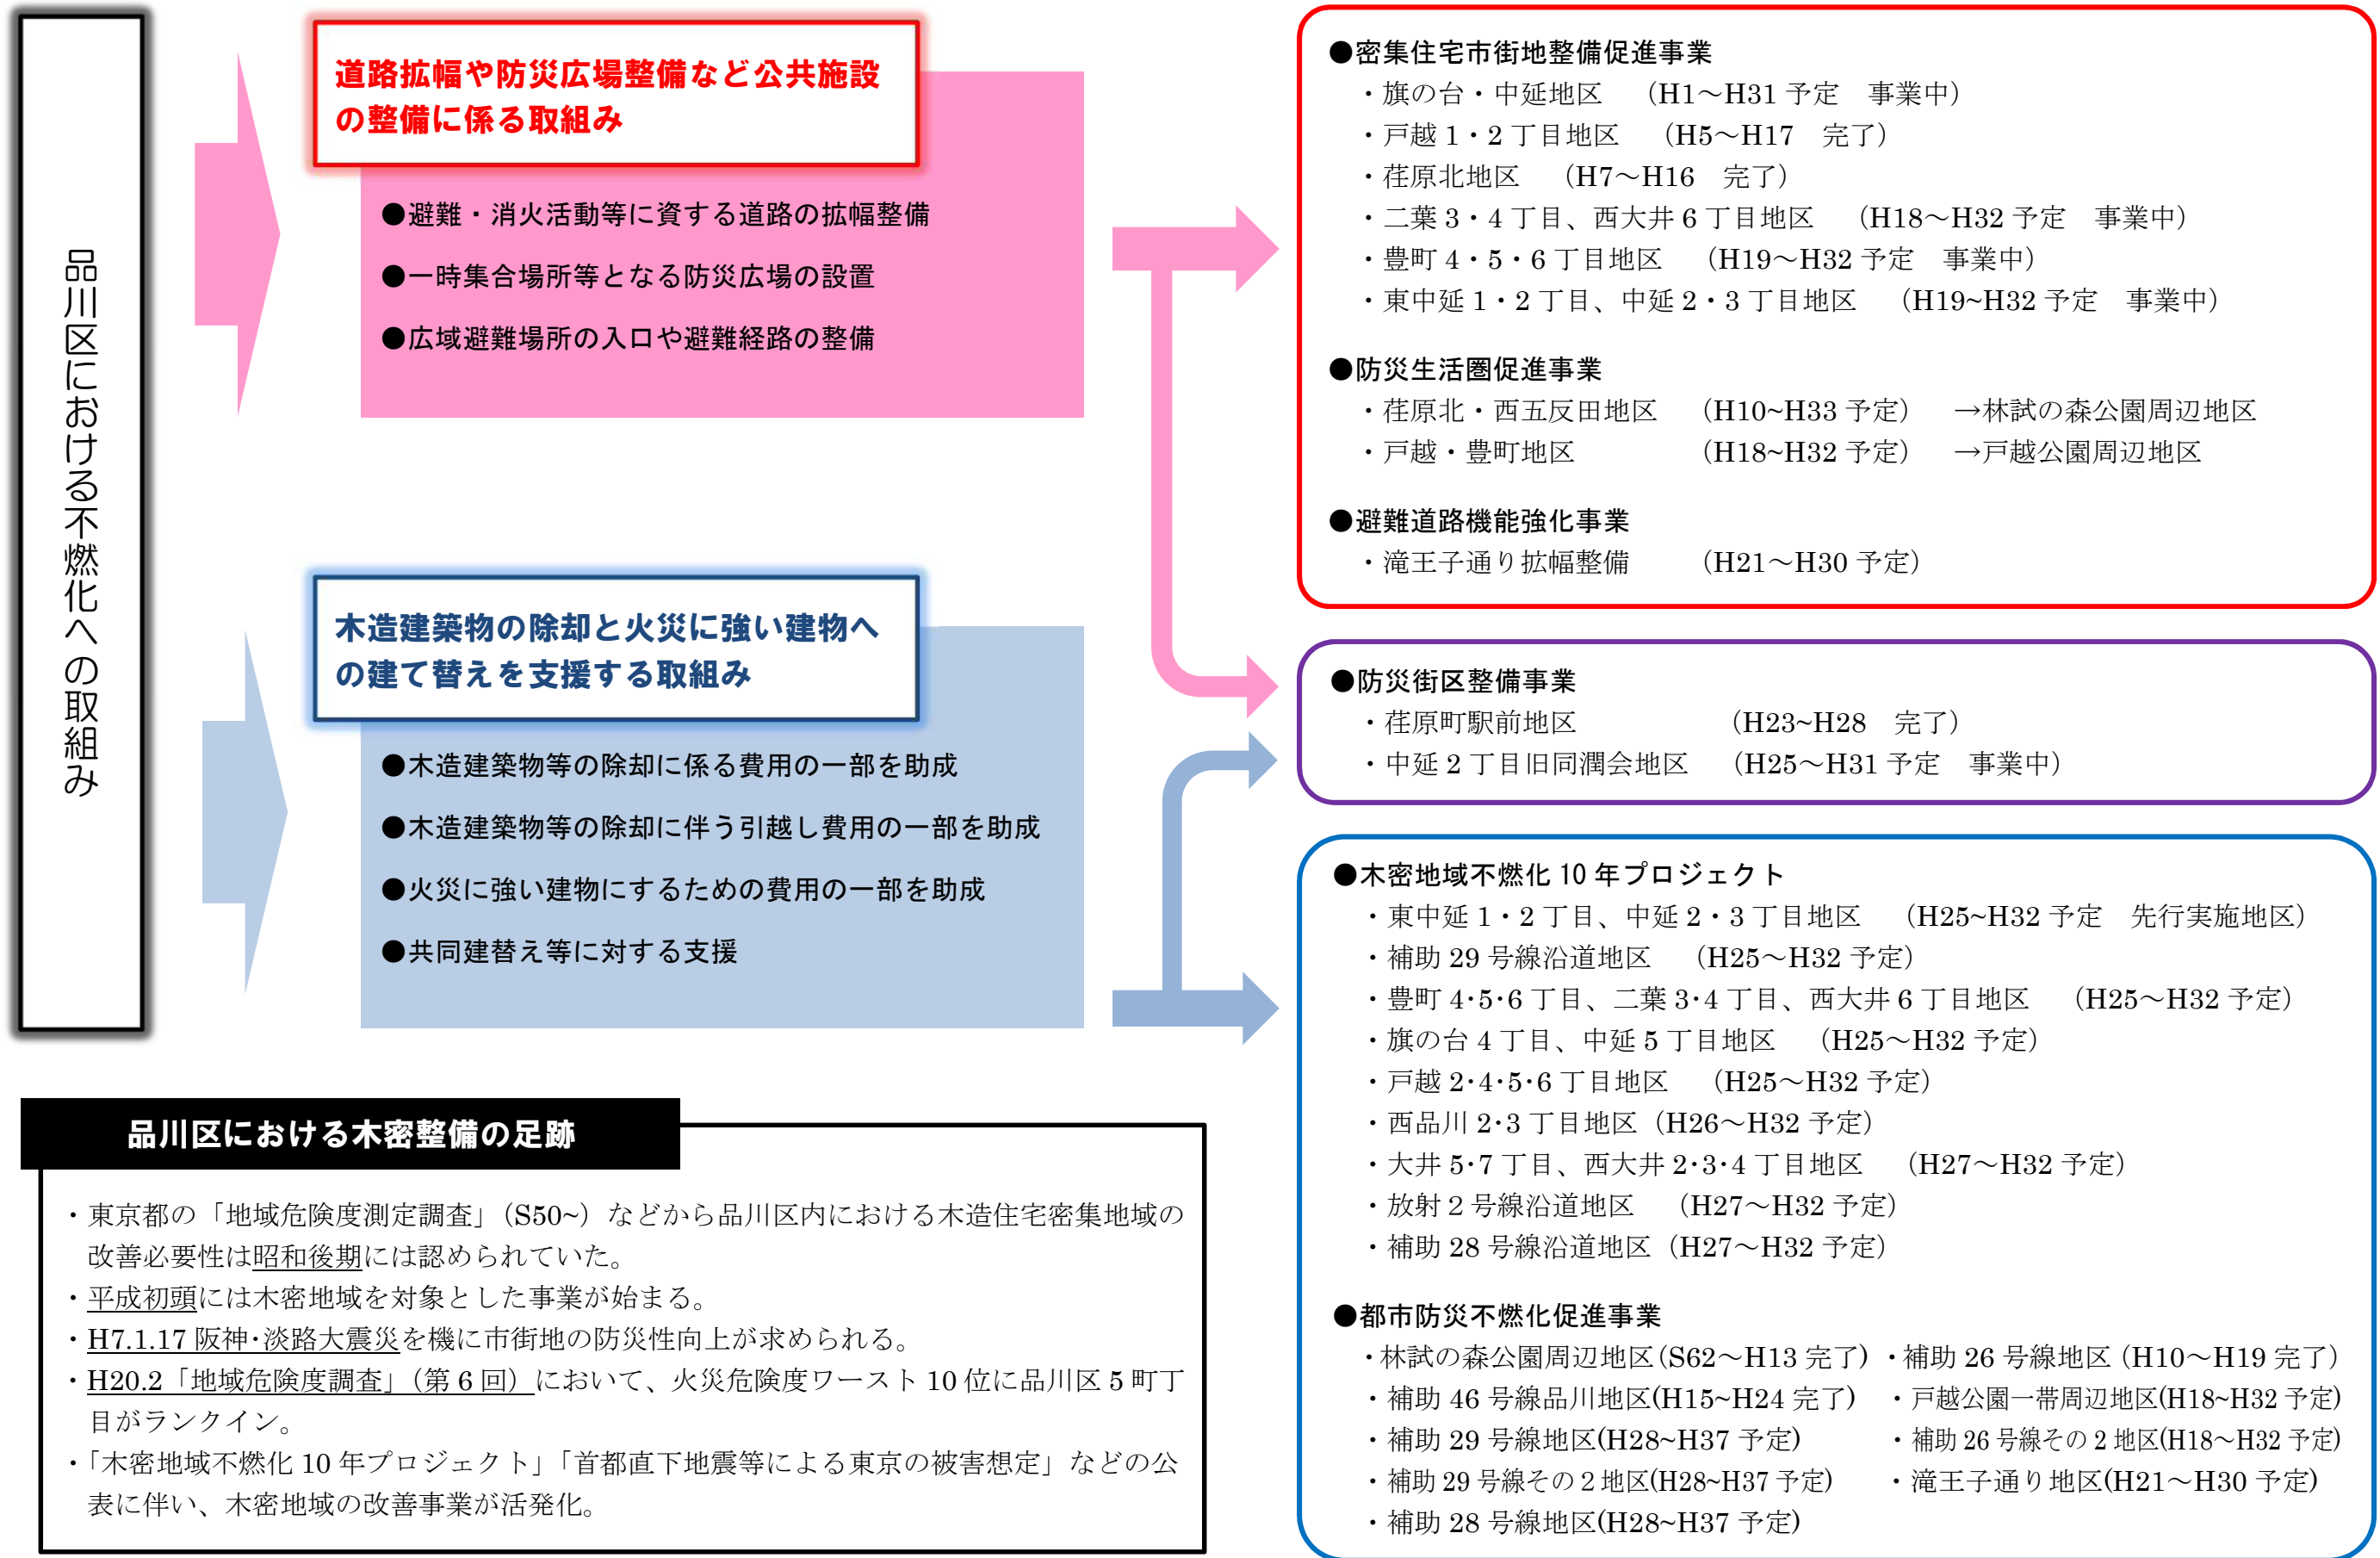 品川区における不燃化への取組み
道路拡幅や防災広場整備など公共施設
の整備に係る取組み
●避難・消火活動等に資する道路の拡幅整備
●一時集合場所等となる防災広場の設置
●広域避難場所の入口や避難経路の整備
木造建築物の除却と火災に強い建物へ
の建て替えを支援する取組み
●木造建築物等の除却に係る費用の一部を助成
●木造建築物等の除却に伴う引越し費用の一部を助成
●火災に強い建物にするための費用の一部を助成
●共同建替え等に対する支援
●密集住宅市街地整備促進事業
・旗の台・中延地区　（H1～H31 予定　事業中）
・戸越 1・2 丁目地区　（H5～H17　完了）
・荏原北地区　（H7～H16　完了）
・二葉 3・4 丁目、西大井 6 丁目地区　（H18～H32 予定　事業中）
・豊町 4・5・6 丁目地区　（H19～H32 予定　事業中）
・東中延 1・2 丁目、中延 2・3 丁目地区　（H19~H32 予定　事業中）
●防災生活圏促進事業
・荏原北・西五反田地区　（H10~H33 予定）　→林試の森公園周辺地区
・戸越・豊町地区　（H18~H32 予定）　→戸越公園周辺地区
●避難道路機能強化事業
・滝王子通り拡幅整備　（H21～H30 予定）
●防災街区整備事業
・荏原町駅前地区　（H23~H28　完了）
・中延 2 丁目旧同潤会地区　（H25～H31 予定　事業中）
●木密地域不燃化 10 年プロジェクト
・東中延 1・2 丁目、中延 2・3 丁目地区　（H25~H32 予定　先行実施地区）
・補助 29 号線沿道地区　（H25～H32 予定）
・豊町 4･5･6 丁目、二葉 3･4 丁目、西大井 6 丁目地区　（H25～H32 予定）
・旗の台 4 丁目、中延 5 丁目地区　（H25～H32 予定）
・戸越 2･4･5･6 丁目地区　（H25～H32 予定）
・西品川 2･3 丁目地区（H26～H32 予定）
・大井 5･7 丁目、西大井 2･3･4 丁目地区　（H27～H32 予定）
・放射 2 号線沿道地区　（H27～H32 予定）
・補助 28 号線沿道地区（H27～H32 予定）
●都市防災不燃化促進事業
・林試の森公園周辺地区(S62～H13 完了)　・補助 26 号線地区（H10～H19 完了）
・補助 46 号線品川地区(H15~H24 完了)　・戸越公園一帯周辺地区(H18~H32 予定)
・補助 29 号線地区(H28~H37 予定)　・補助 26 号線その 2 地区(H18～H32 予定)
・補助 29 号線その 2 地区(H28~H37 予定)　・滝王子通り地区(H21～H30 予定)
・補助 28 号線地区(H28~H37 予定)
品川区における木密整備の足跡
・東京都の「地域危険度測定調査」（S50~）などから品川区内における木造住宅密集地域の
改善必要性は昭和後期には認められていた。
・平成初頭には木密地域を対象とした事業が始まる。
・H7.1.17 阪神･淡路大震災を機に市街地の防災性向上が求められる。
・H20.2「地域危険度調査」（第 6 回）において、火災危険度ワースト 10 位に品川区 5 町丁
目がランクイン。
・「木密地域不燃化 10 年プロジェクト」「首都直下地震等による東京の被害想定」などの公
表に伴い、木密地域の改善事業が活発化。